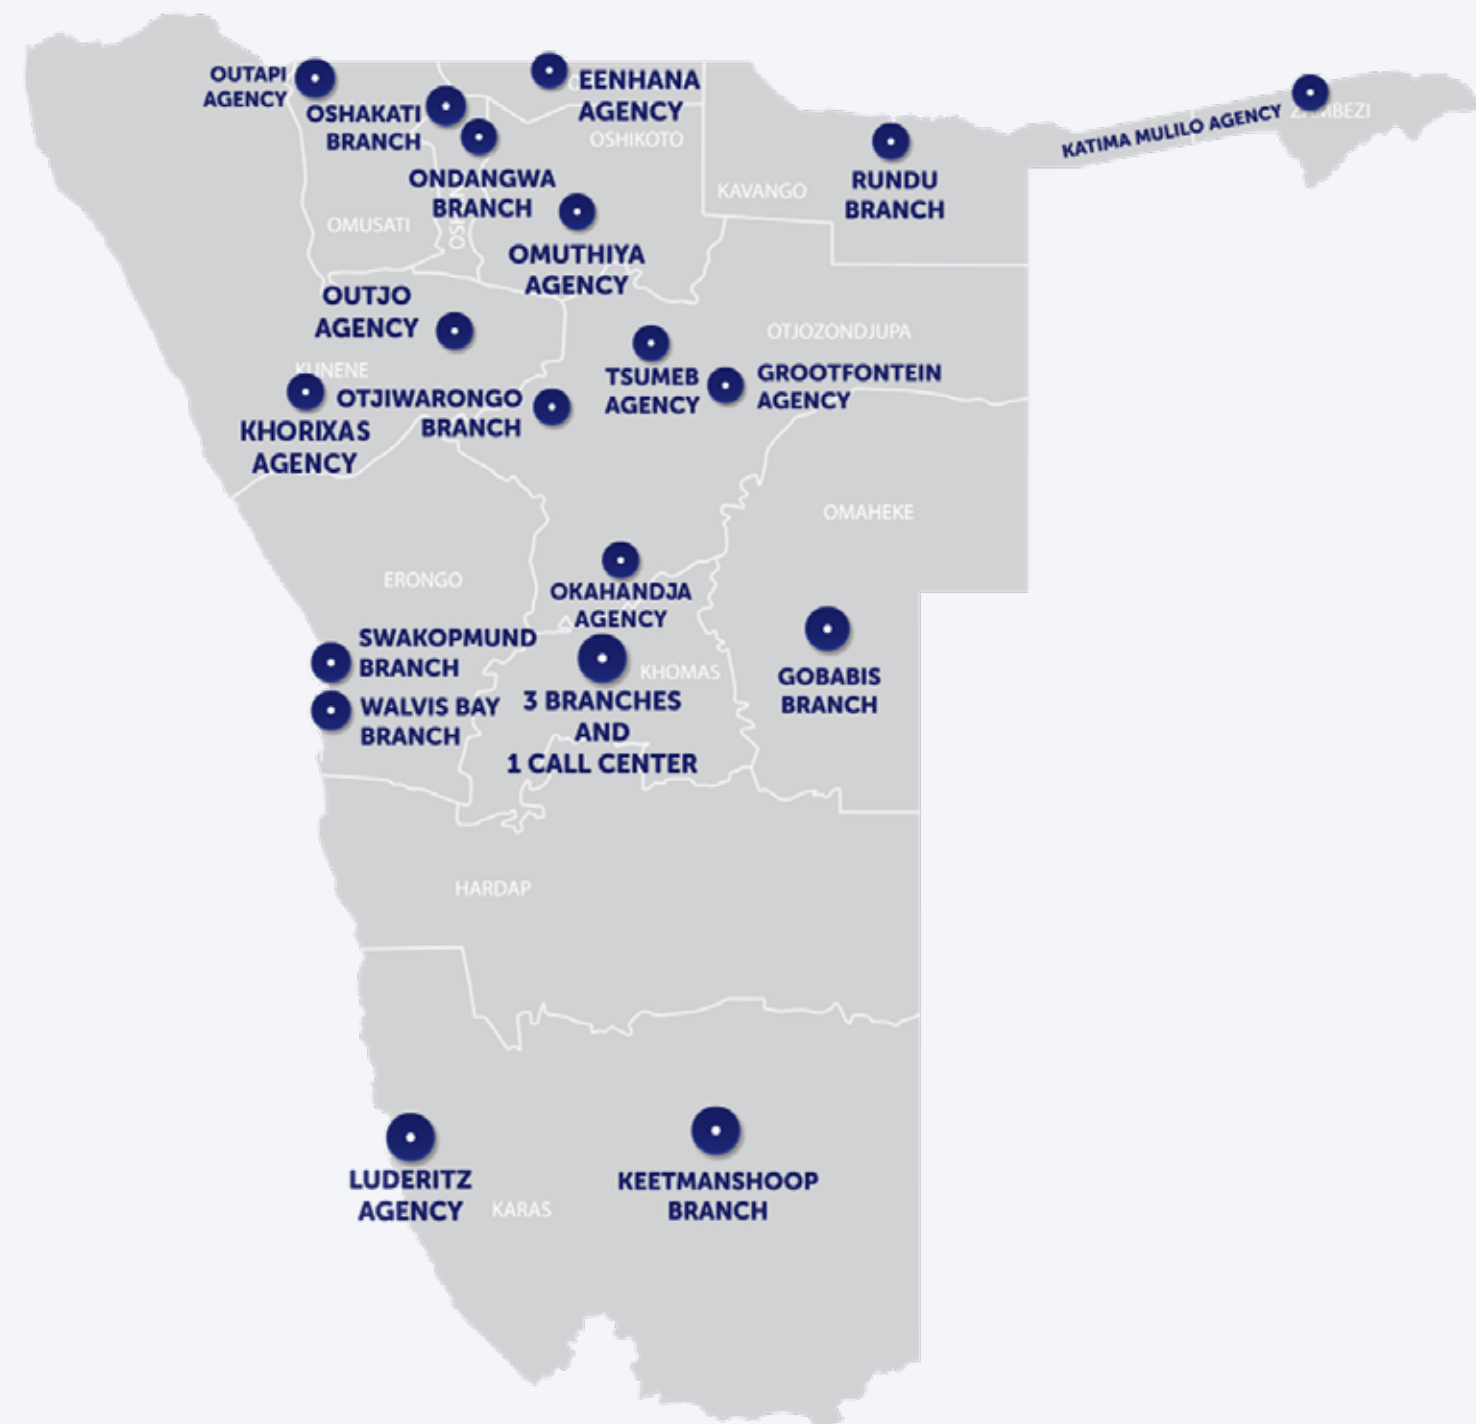 OUTAPI
AGENCY
EENHANA
AGENCY
OSHAKATI
BRANCH
OSHIKOTO
ZAMBEZI
KATIMA MULILO AGENCY
ONDANGWA
BRANCH
KAVANGO
RUNDU
BRANCH
OMUSATI
OMUTHIYA
AGENCY
OUTJO
AGENCY
OTJOZONDJUPA
KUNENE
TSUMEB
AGENCY
GROOTFONTEIN
AGENCY
OTJIWARONGO
BRANCH
KHORIXAS
AGENCY
OMAHEKE
ERONGO
OKAHANDJA
AGENCY
SWAKOPMUND
BRANCH
KHOMAS
GOBABIS
BRANCH
WALVIS BAY
BRANCH
3 BRANCHES
AND
1 CALL CENTER
HARDAP
LUDERITZ
AGENCY
KEETMANSHOOP
BRANCH
KARAS